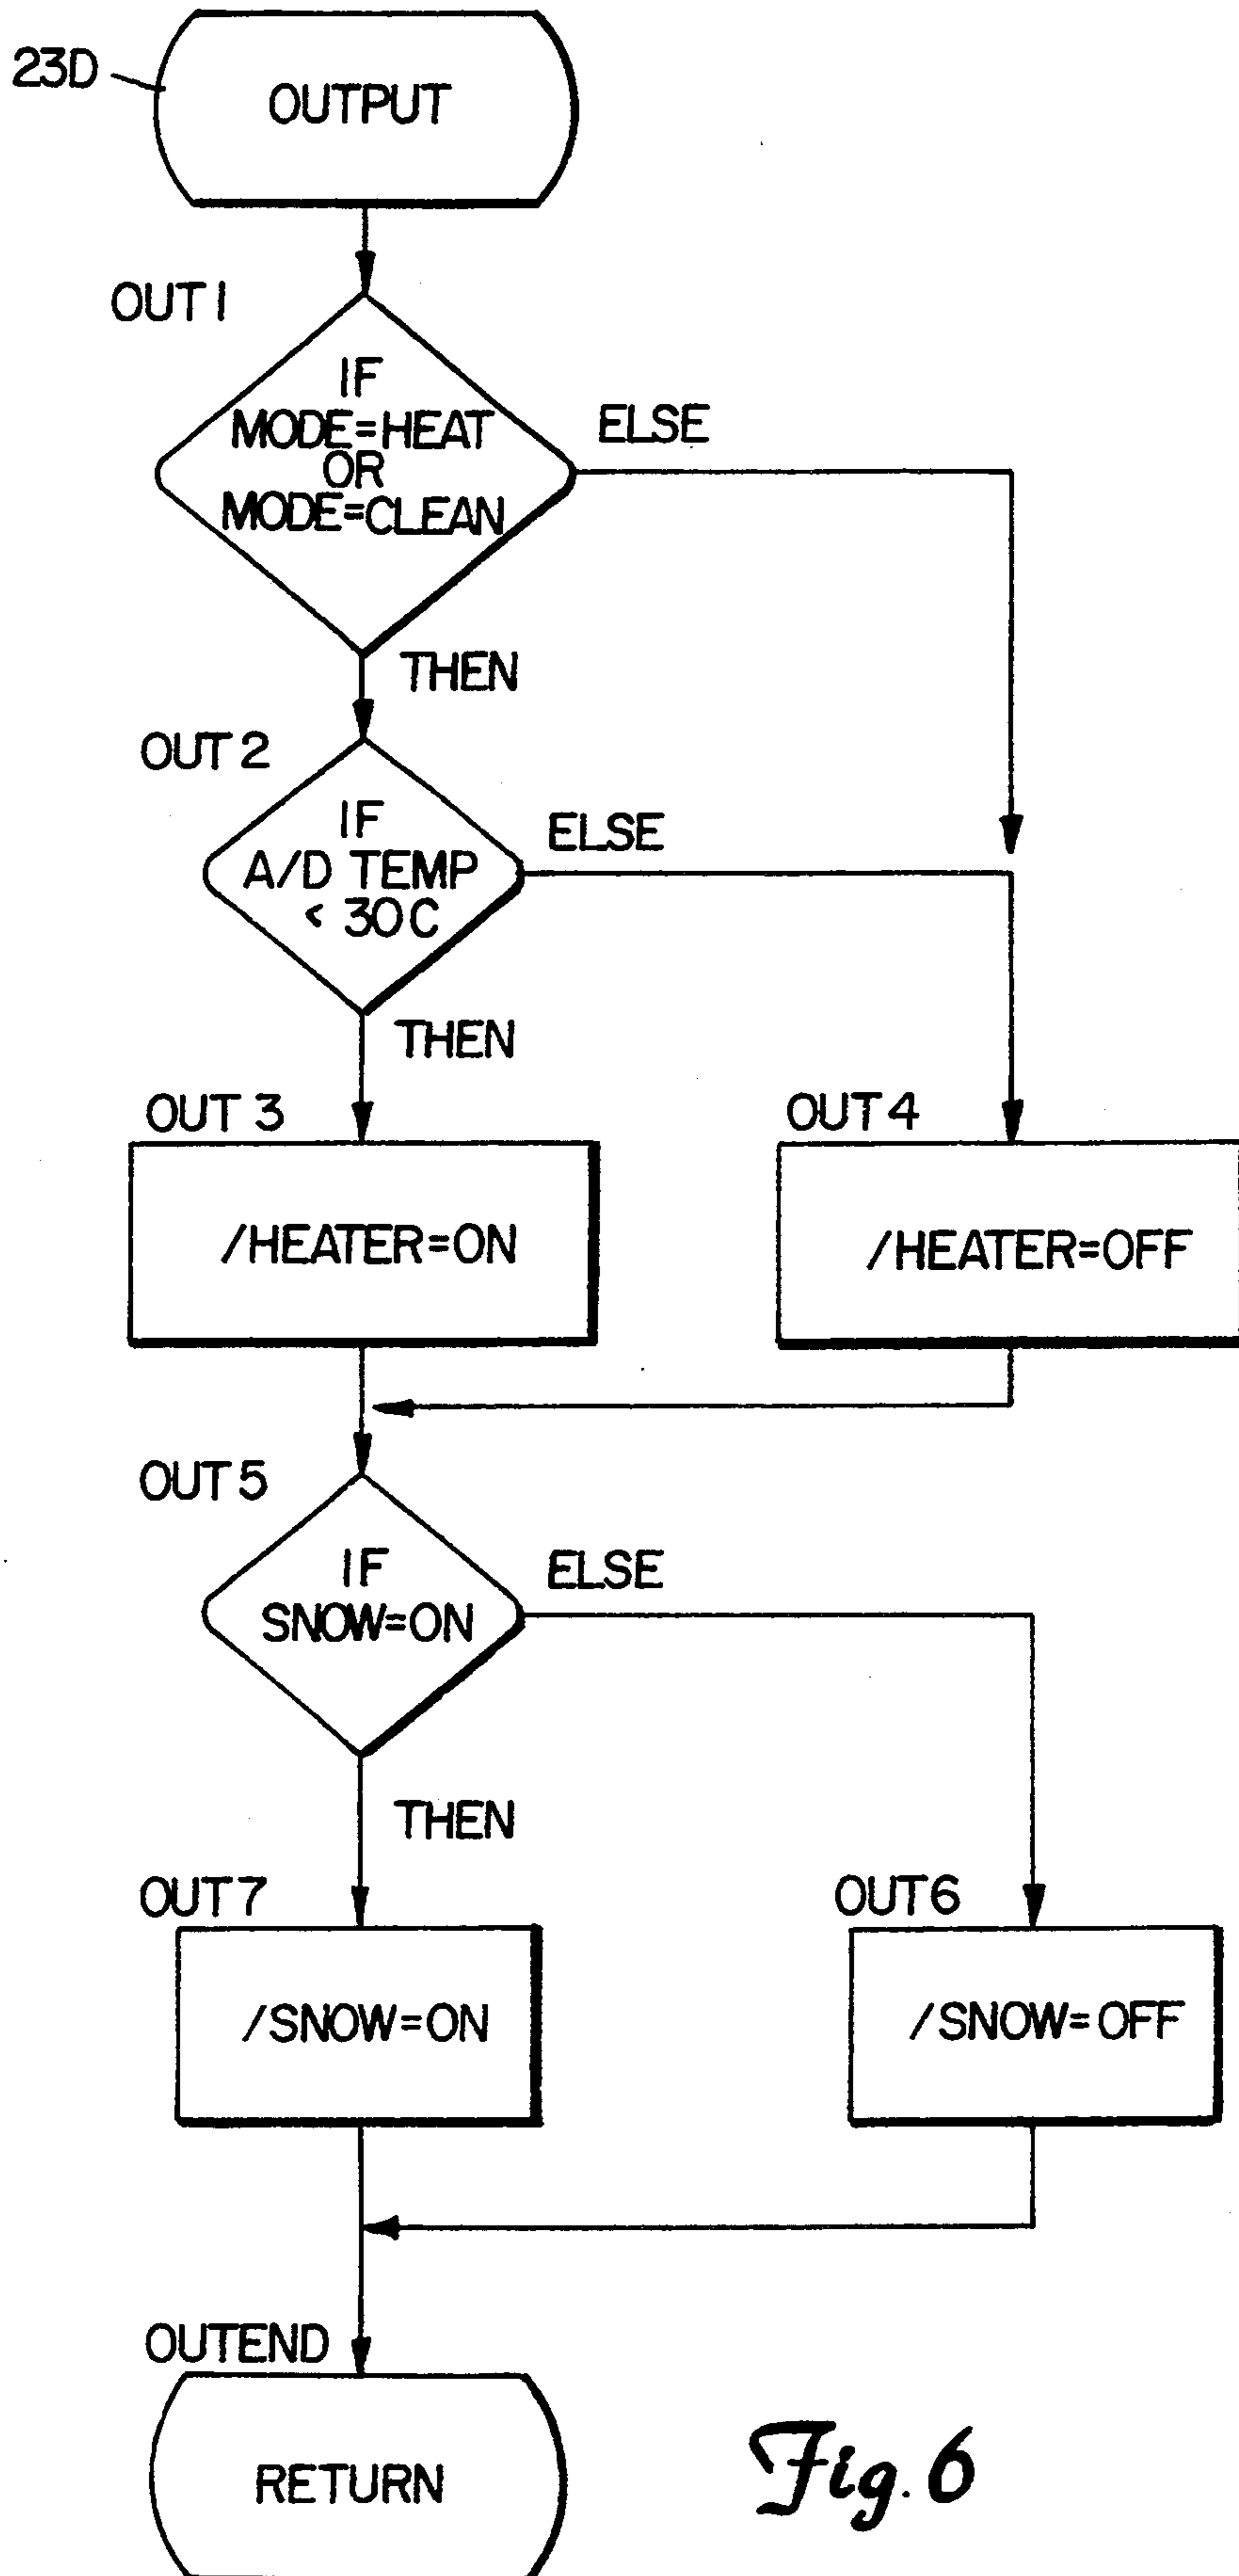 23D
OUTPUT
OUT 1
IF
MODE=HEAT
OR
MODE=CLEAN
ELSE
THEN
OUT 2
IF
A/D TEMP
< 30C
ELSE
THEN
OUT 3
/HEATER=ON
OUT 4
/HEATER=OFF
OUT 5
IF
SNOW=ON
ELSE
THEN
OUT 7
/SNOW=ON
OUT 6
/SNOW=OFF
OUTEND
RETURN
Fig. 6